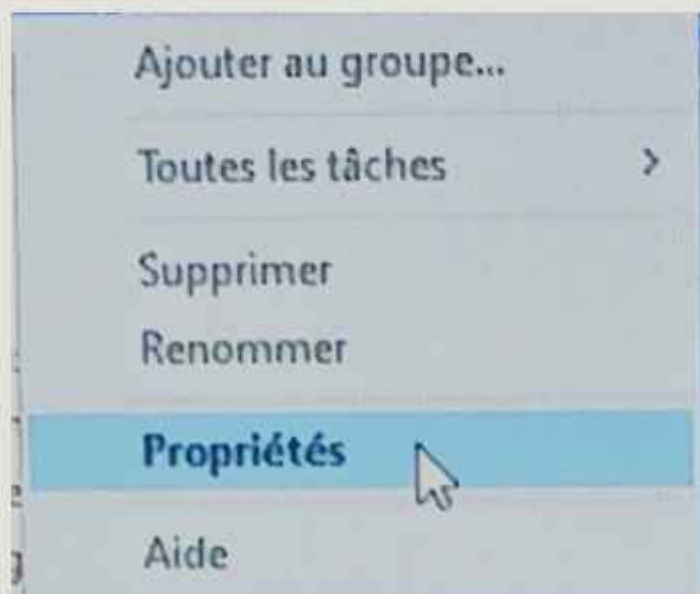 Ajouter au groupe...
Toutes les tâches
Supprimer
Renommer
Propriétés
Aide